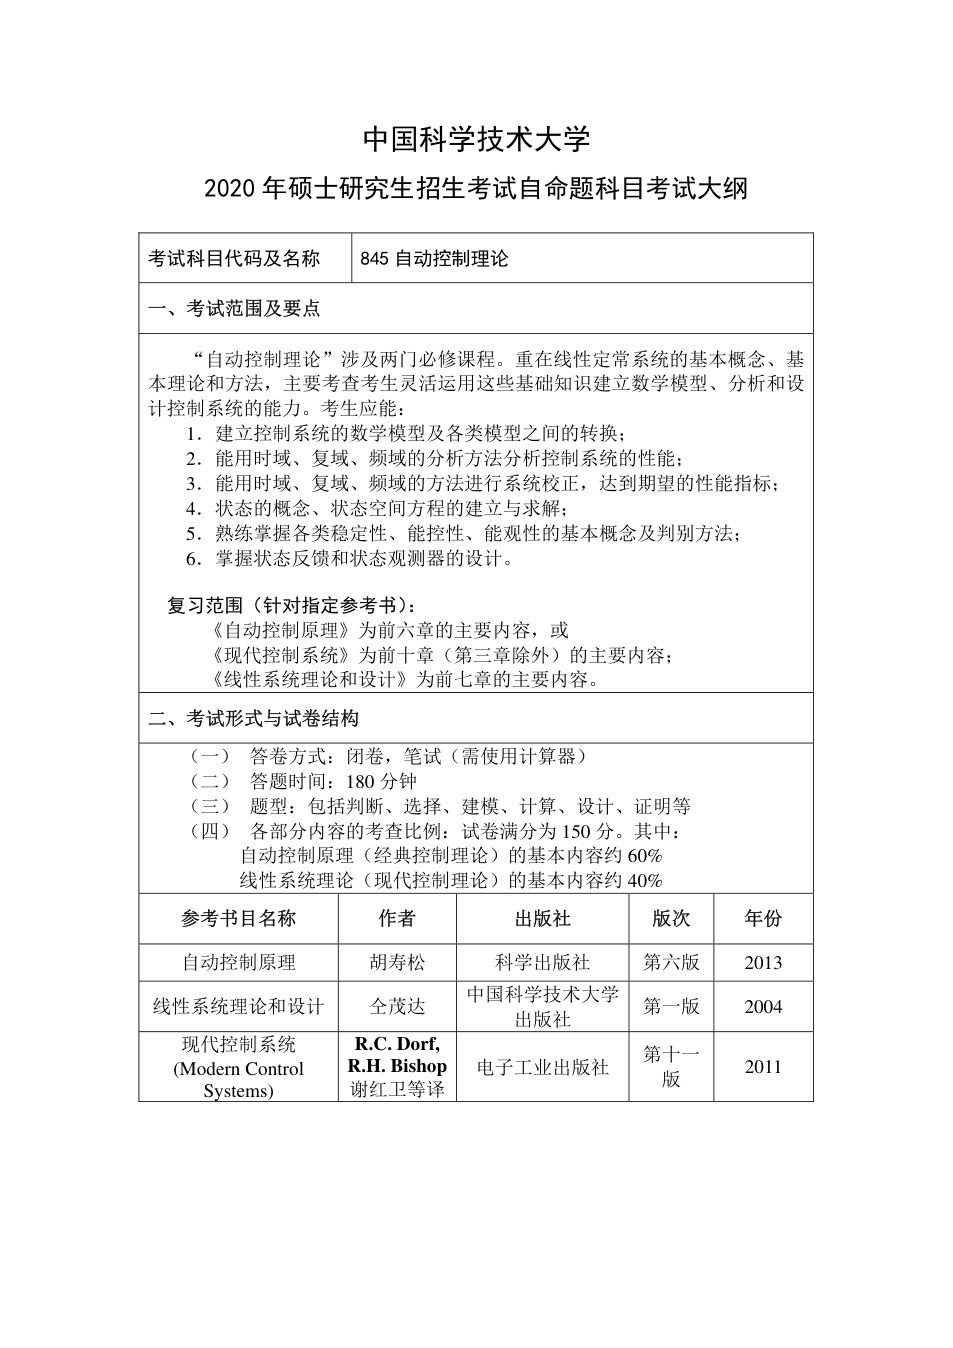 中国科学技术大学
2020 年硕士研究生招生考试自命题科目考试大纲
考试科目代码及名称 845 自动控制理论
一、考试范围及要点
“自动控制理论”涉及两门必修课程。重在线性定常系统的基本概念、基
本理论和方法，主要考查考生灵活运用这些基础知识建立数学模型、分析和设
计控制系统的能力。考生应能：
1．建立控制系统的数学模型及各类模型之间的转换；
2．能用时域、复域、频域的分析方法分析控制系统的性能；
3．能用时域、复域、频域的方法进行系统校正，达到期望的性能指标；
4．状态的概念、状态空间方程的建立与求解；
5．熟练掌握各类稳定性、能控性、能观性的基本概念及判别方法；
6．掌握状态反馈和状态观测器的设计。
复习范围（针对指定参考书）：
《自动控制原理》为前六章的主要内容，或
《现代控制系统》为前十章（第三章除外）的主要内容；
《线性系统理论和设计》为前七章的主要内容。
二、考试形式与试卷结构
（一） 答卷方式：闭卷，笔试（需使用计算器）
（二） 答题时间：180 分钟
（三） 题型：包括判断、选择、建模、计算、设计、证明等
（四） 各部分内容的考查比例：试卷满分为 150 分。其中：
自动控制原理（经典控制理论）的基本内容约 60%
线性系统理论（现代控制理论）的基本内容约 40%
参考书目名称 作者 出版社 版次 年份
自动控制原理 胡寿松 科学出版社 第六版 2013
线性系统理论和设计 仝茂达 中国科学技术大学
出版社 第一版 2004
现代控制系统
(Modern Control
Systems)
R.C. Dorf,
R.H. Bishop
谢红卫等译
电子工业出版社
第十一
版
2011